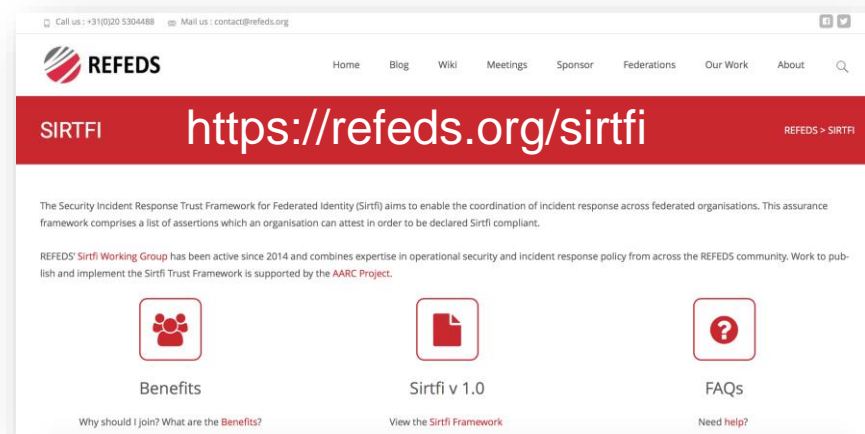 Call us : +31(0)20 5304488 Mail us : contact@refeds.org
REFEDS Home Blog Wiki Meetings Sponsor Federations Our Work About
SIRTFI https://refeds.org/sirtfi REFEDS > SIRTFI
The Security Incident Response Trust Framework for Federated Identity (Sirtfi) aims to enable the coordination of incident response across federated organisations. This assurance
framework comprises a list of assertions which an organisation can attest in order to be declared Sirtfi compliant.
REFEDS' Sirtfi Working Group has been active since 2014 and combines expertise in operational security and incident response policy from across the REFEDS community. Work to pub-
lish and implement the Sirtfi Trust Framework is supported by the AARC Project.
Benefits Sirtfi v 1.0 FAQs
Why should I join? What are the Benefits? View the Sirtfi Framework Need help?